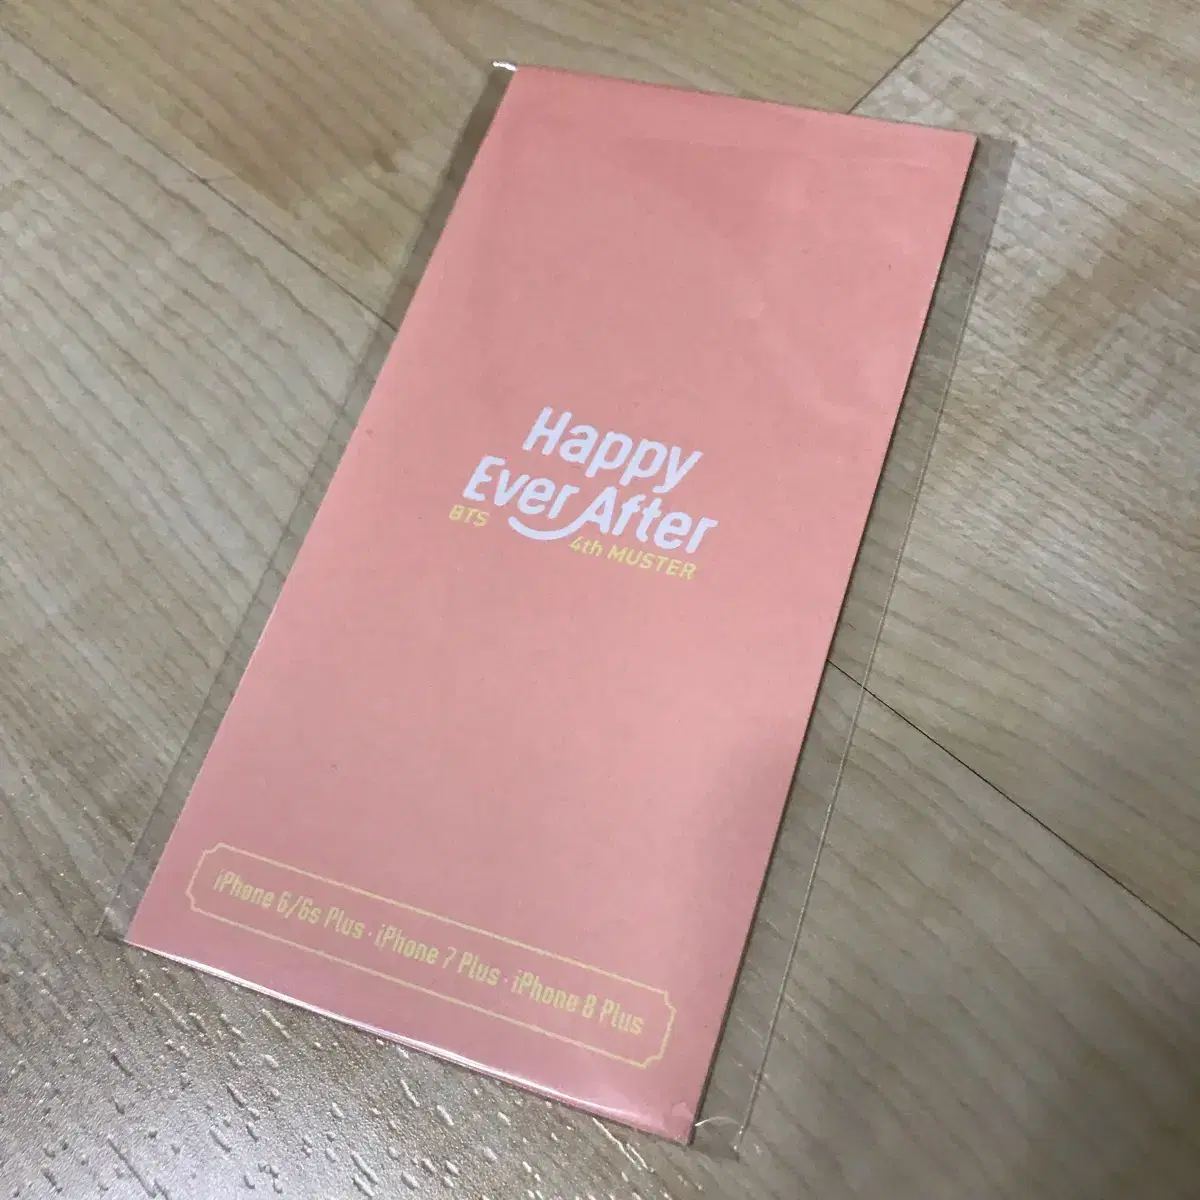 Happy
Ever After
BTS
4th MUSTER
iPhone 6/6s Plus · iPhone 7 Plus · iPhone 8 Plus